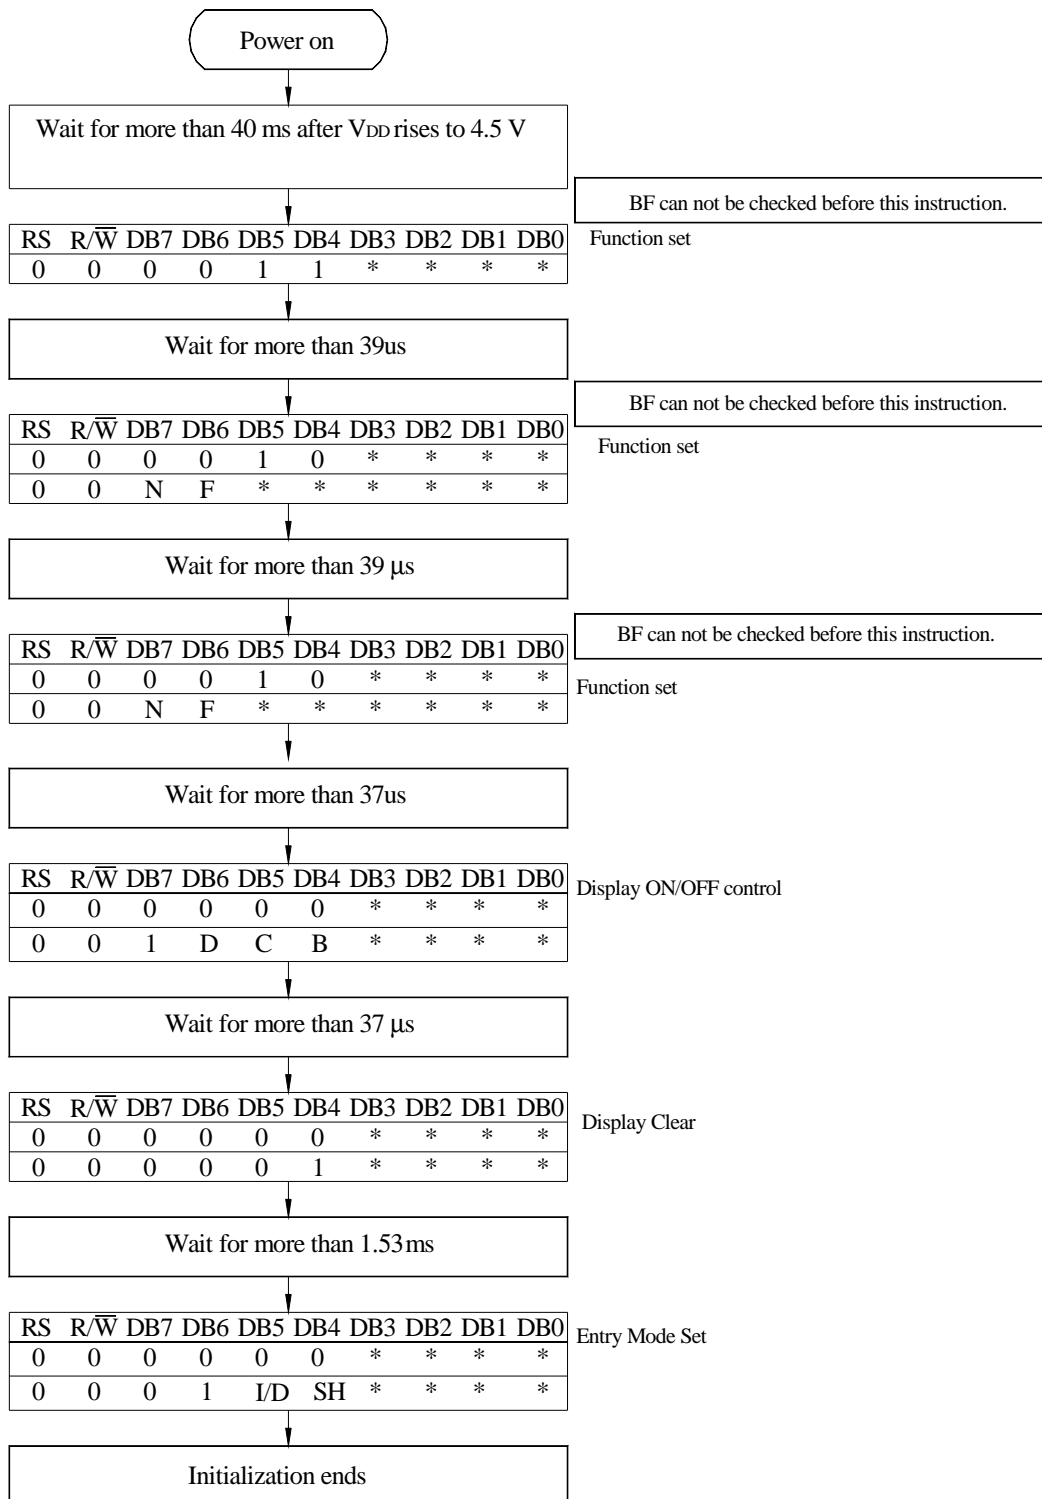 Power on
Wait for more than 40 ms after VDD rises to 4.5 V
BF can not be checked before this instruction.
RS R/W̅ DB7 DB6 DB5 DB4 DB3 DB2 DB1 DB0
Function set
0 0 0 0 1 1 * * * *
Wait for more than 39us
BF can not be checked before this instruction.
RS R/W̅ DB7 DB6 DB5 DB4 DB3 DB2 DB1 DB0
Function set
0 0 0 0 1 0 * * * *
0 0 N F * * * * * *
Wait for more than 39 μs
BF can not be checked before this instruction.
RS R/W̅ DB7 DB6 DB5 DB4 DB3 DB2 DB1 DB0
0 0 0 0 1 0 * * * *
Function set
0 0 N F * * * * * *
Wait for more than 37us
RS R/W̅ DB7 DB6 DB5 DB4 DB3 DB2 DB1 DB0
Display ON/OFF control
0 0 0 0 0 0 * * * *
0 0 1 D C B * * * *
Wait for more than 37 μs
RS R/W̅ DB7 DB6 DB5 DB4 DB3 DB2 DB1 DB0
Display Clear
0 0 0 0 0 0 * * * *
0 0 0 0 0 1 * * * *
Wait for more than 1.53ms
RS R/W̅ DB7 DB6 DB5 DB4 DB3 DB2 DB1 DB0
Entry Mode Set
0 0 0 0 0 0 * * * *
0 0 0 1 I/D SH * * * *
Initialization ends